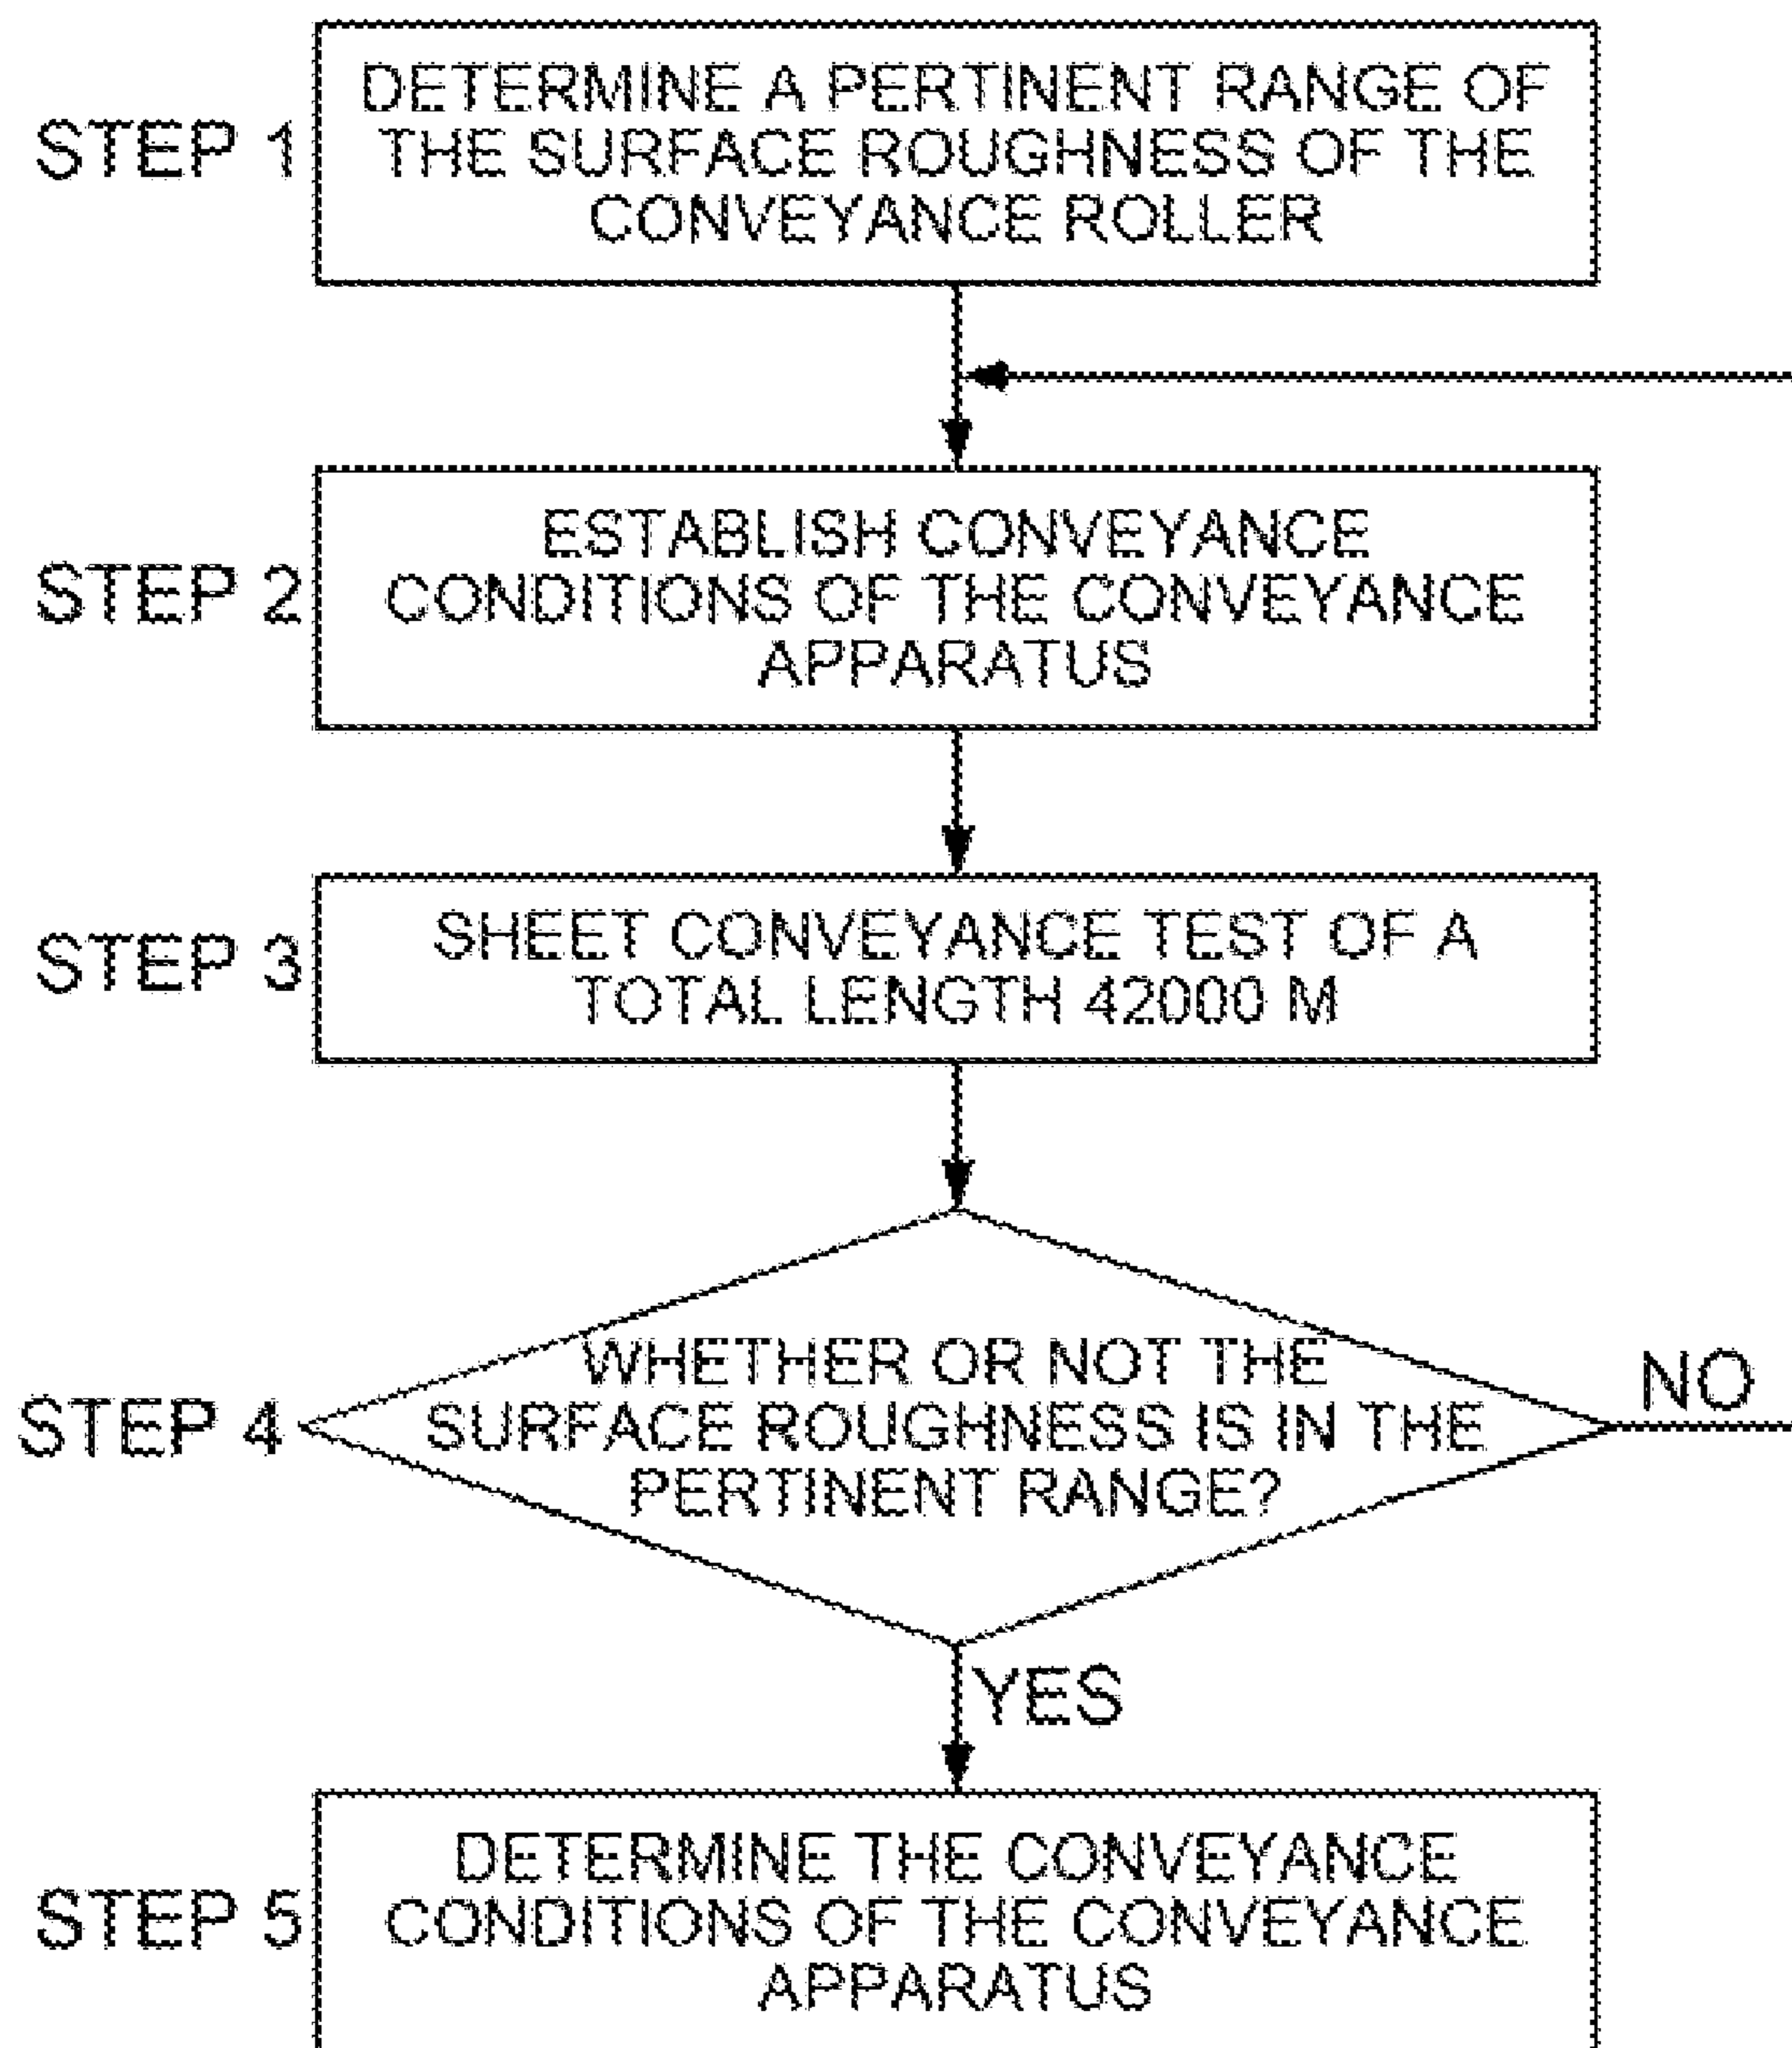 STEP 1
DETERMINE A PERTINENT RANGE OF
THE SURFACE ROUGHNESS OF THE
CONVEYANCE ROLLER
STEP 2
ESTABLISH CONVEYANCE
CONDITIONS OF THE CONVEYANCE
APPARATUS
STEP 3
SHEET CONVEYANCE TEST OF A
TOTAL LENGTH 42000 M
STEP 4
WHETHER OR NOT THE
SURFACE ROUGHNESS IS IN THE
PERTINENT RANGE?
NO
YES
STEP 5
DETERMINE THE CONVEYANCE
CONDITIONS OF THE CONVEYANCE
APPARATUS